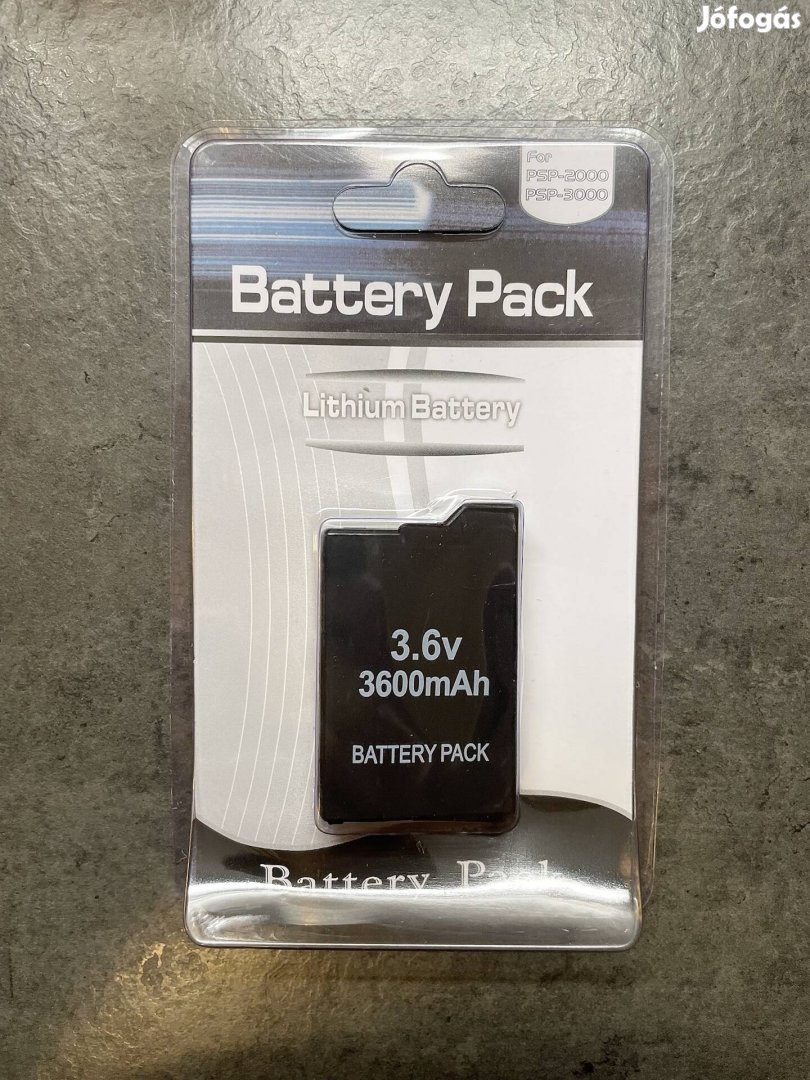 Jófogás
For
PSP-2000
PSP-3000
Battery Pack
Lithium Battery
3.6v
3600mAh
BATTERY PACK
Battery Pack